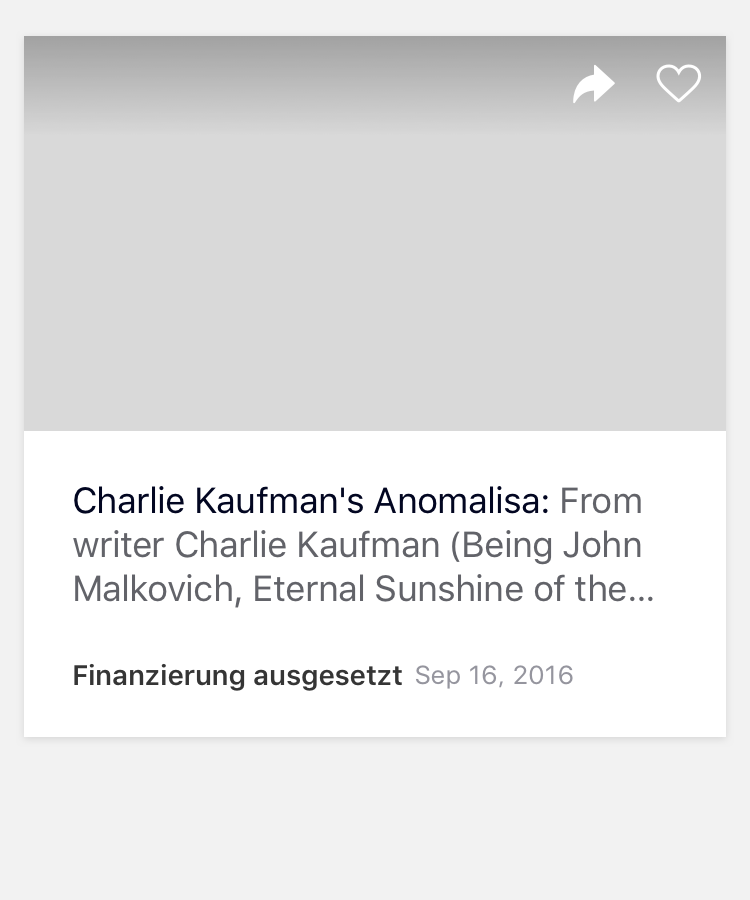 Charlie Kaufman's Anomalisa: From
writer Charlie Kaufman (Being John
Malkovich, Eternal Sunshine of the...
Finanzierung ausgesetzt Sep 16, 2016